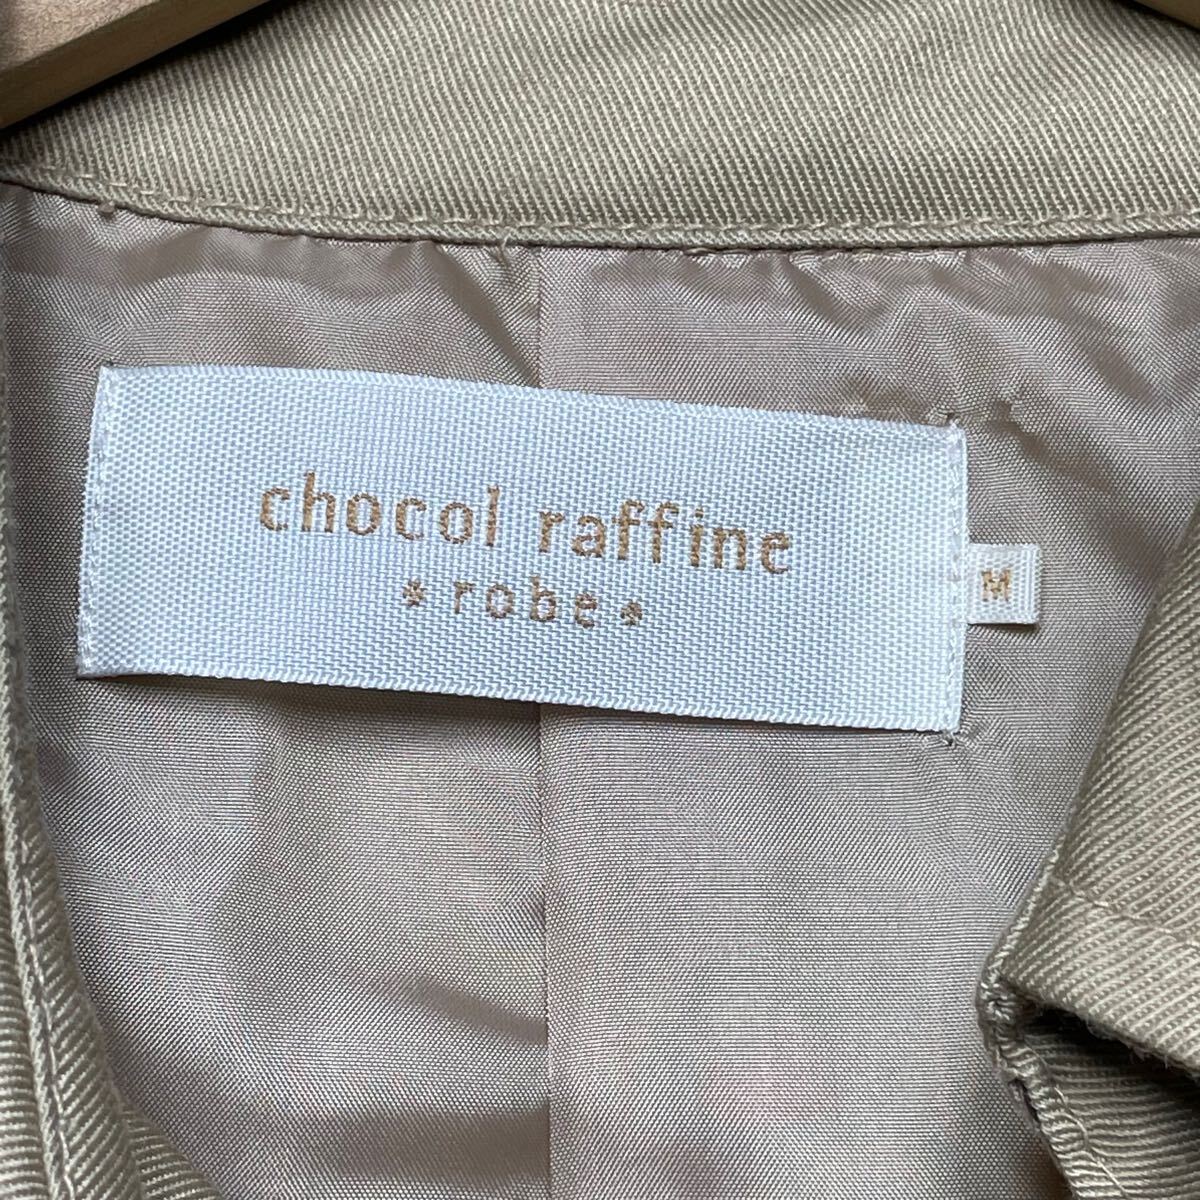 chocol raffine
* robe *
M